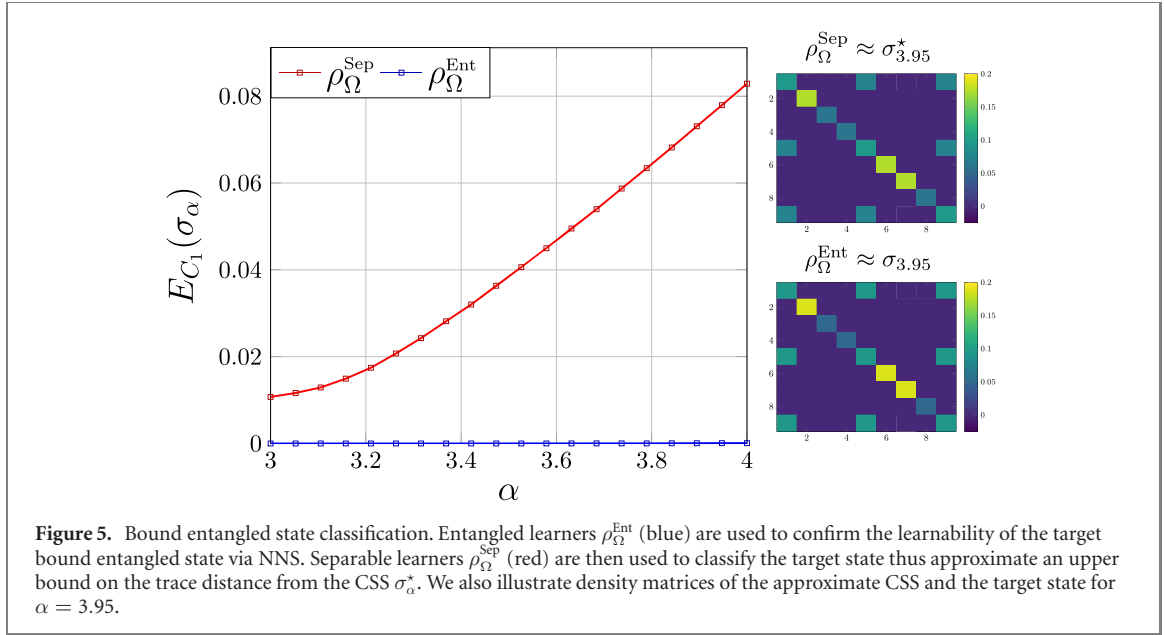 ρ_Ω^Sep ρ_Ω^Ent
E_{C_1}(σ_α)
0.08
0.06
0.04
0.02
0
3 3.2 3.4 3.6 3.8 4
α
ρ_Ω^Sep ≈ σ^⋆_{3.95}
2
4
6
8
2 4 6 8
0.2
0.15
0.1
0.05
0
ρ_Ω^Ent ≈ σ_{3.95}
2
4
6
8
2 4 6 8
0.2
0.15
0.1
0.05
0
Figure 5. Bound entangled state classification. Entangled learners ρ_Ω^Ent (blue) are used to confirm the learnability of the target
bound entangled state via NNS. Separable learners ρ_Ω^Sep (red) are then used to classify the target state thus approximate an upper
bound on the trace distance from the CSS σ_α^⋆. We also illustrate density matrices of the approximate CSS and the target state for
α = 3.95.